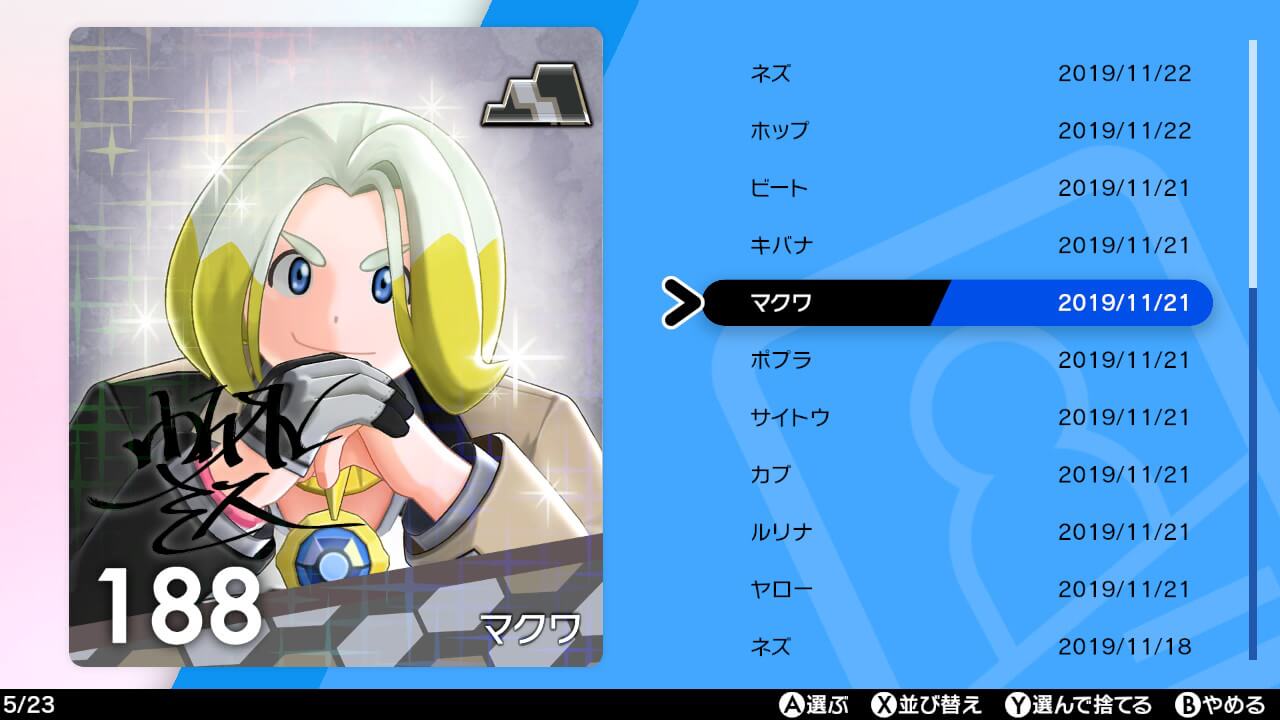 188
マクワ
ネズ 2019/11/22
ホップ 2019/11/22
ビート 2019/11/21
キバナ 2019/11/21
マクワ 2019/11/21
ポプラ 2019/11/21
サイトウ 2019/11/21
カブ 2019/11/21
ルリナ 2019/11/21
ヤロー 2019/11/21
ネズ 2019/11/18
5/23 A選ぶ X並び替え Y選んで捨てる Bやめる